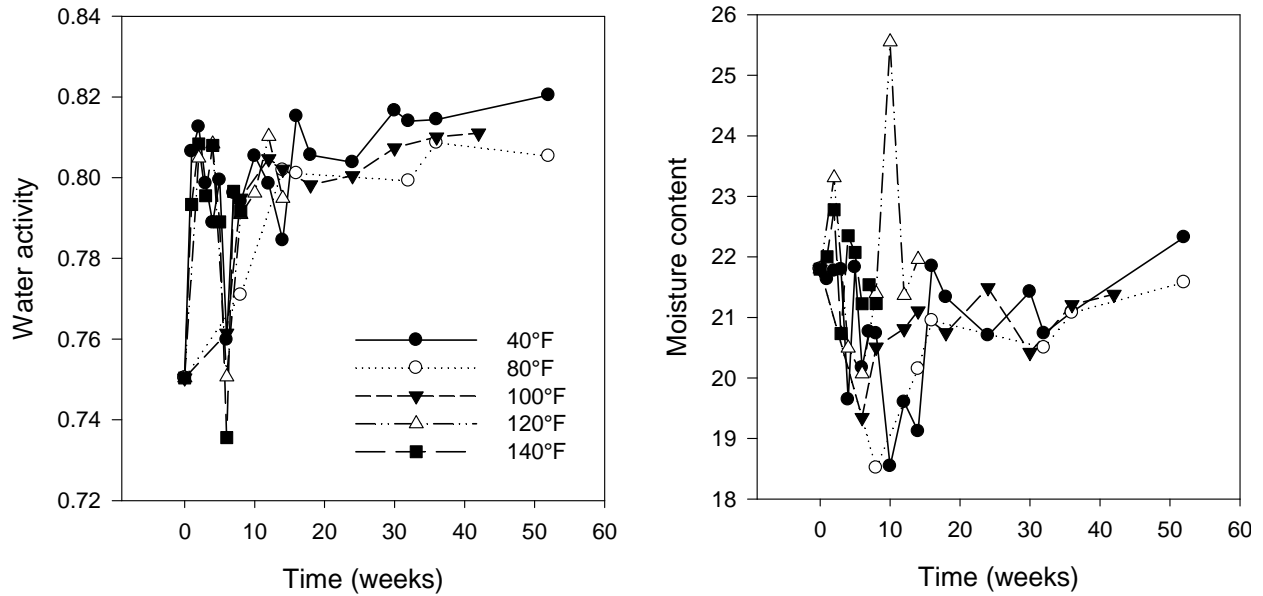 Water activity
0.84
0.82
0.80
0.78
0.76
0.74
0.72
0 10 20 30 40 50 60
Time (weeks)
40°F
80°F
100°F
120°F
140°F
Moisture content
26
25
24
23
22
21
20
19
18
0 10 20 30 40 50 60
Time (weeks)